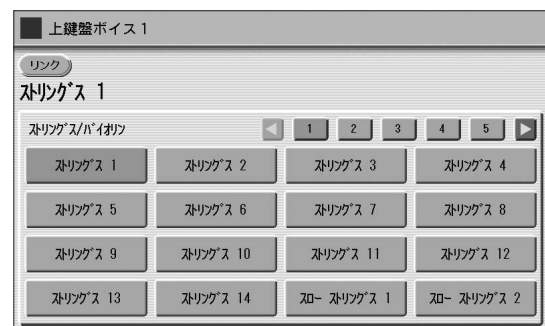 上鍵盤ボイス1
リンク
ストリングス 1
ストリングス/バイオリン
1 2 3 4 5
ストリングス 1 ストリングス 2 ストリングス 3 ストリングス 4
ストリングス 5 ストリングス 6 ストリングス 7 ストリングス 8
ストリングス 9 ストリングス 10 ストリングス 11 ストリングス 12
ストリングス 13 ストリングス 14 スロー ストリングス 1 スロー ストリングス 2